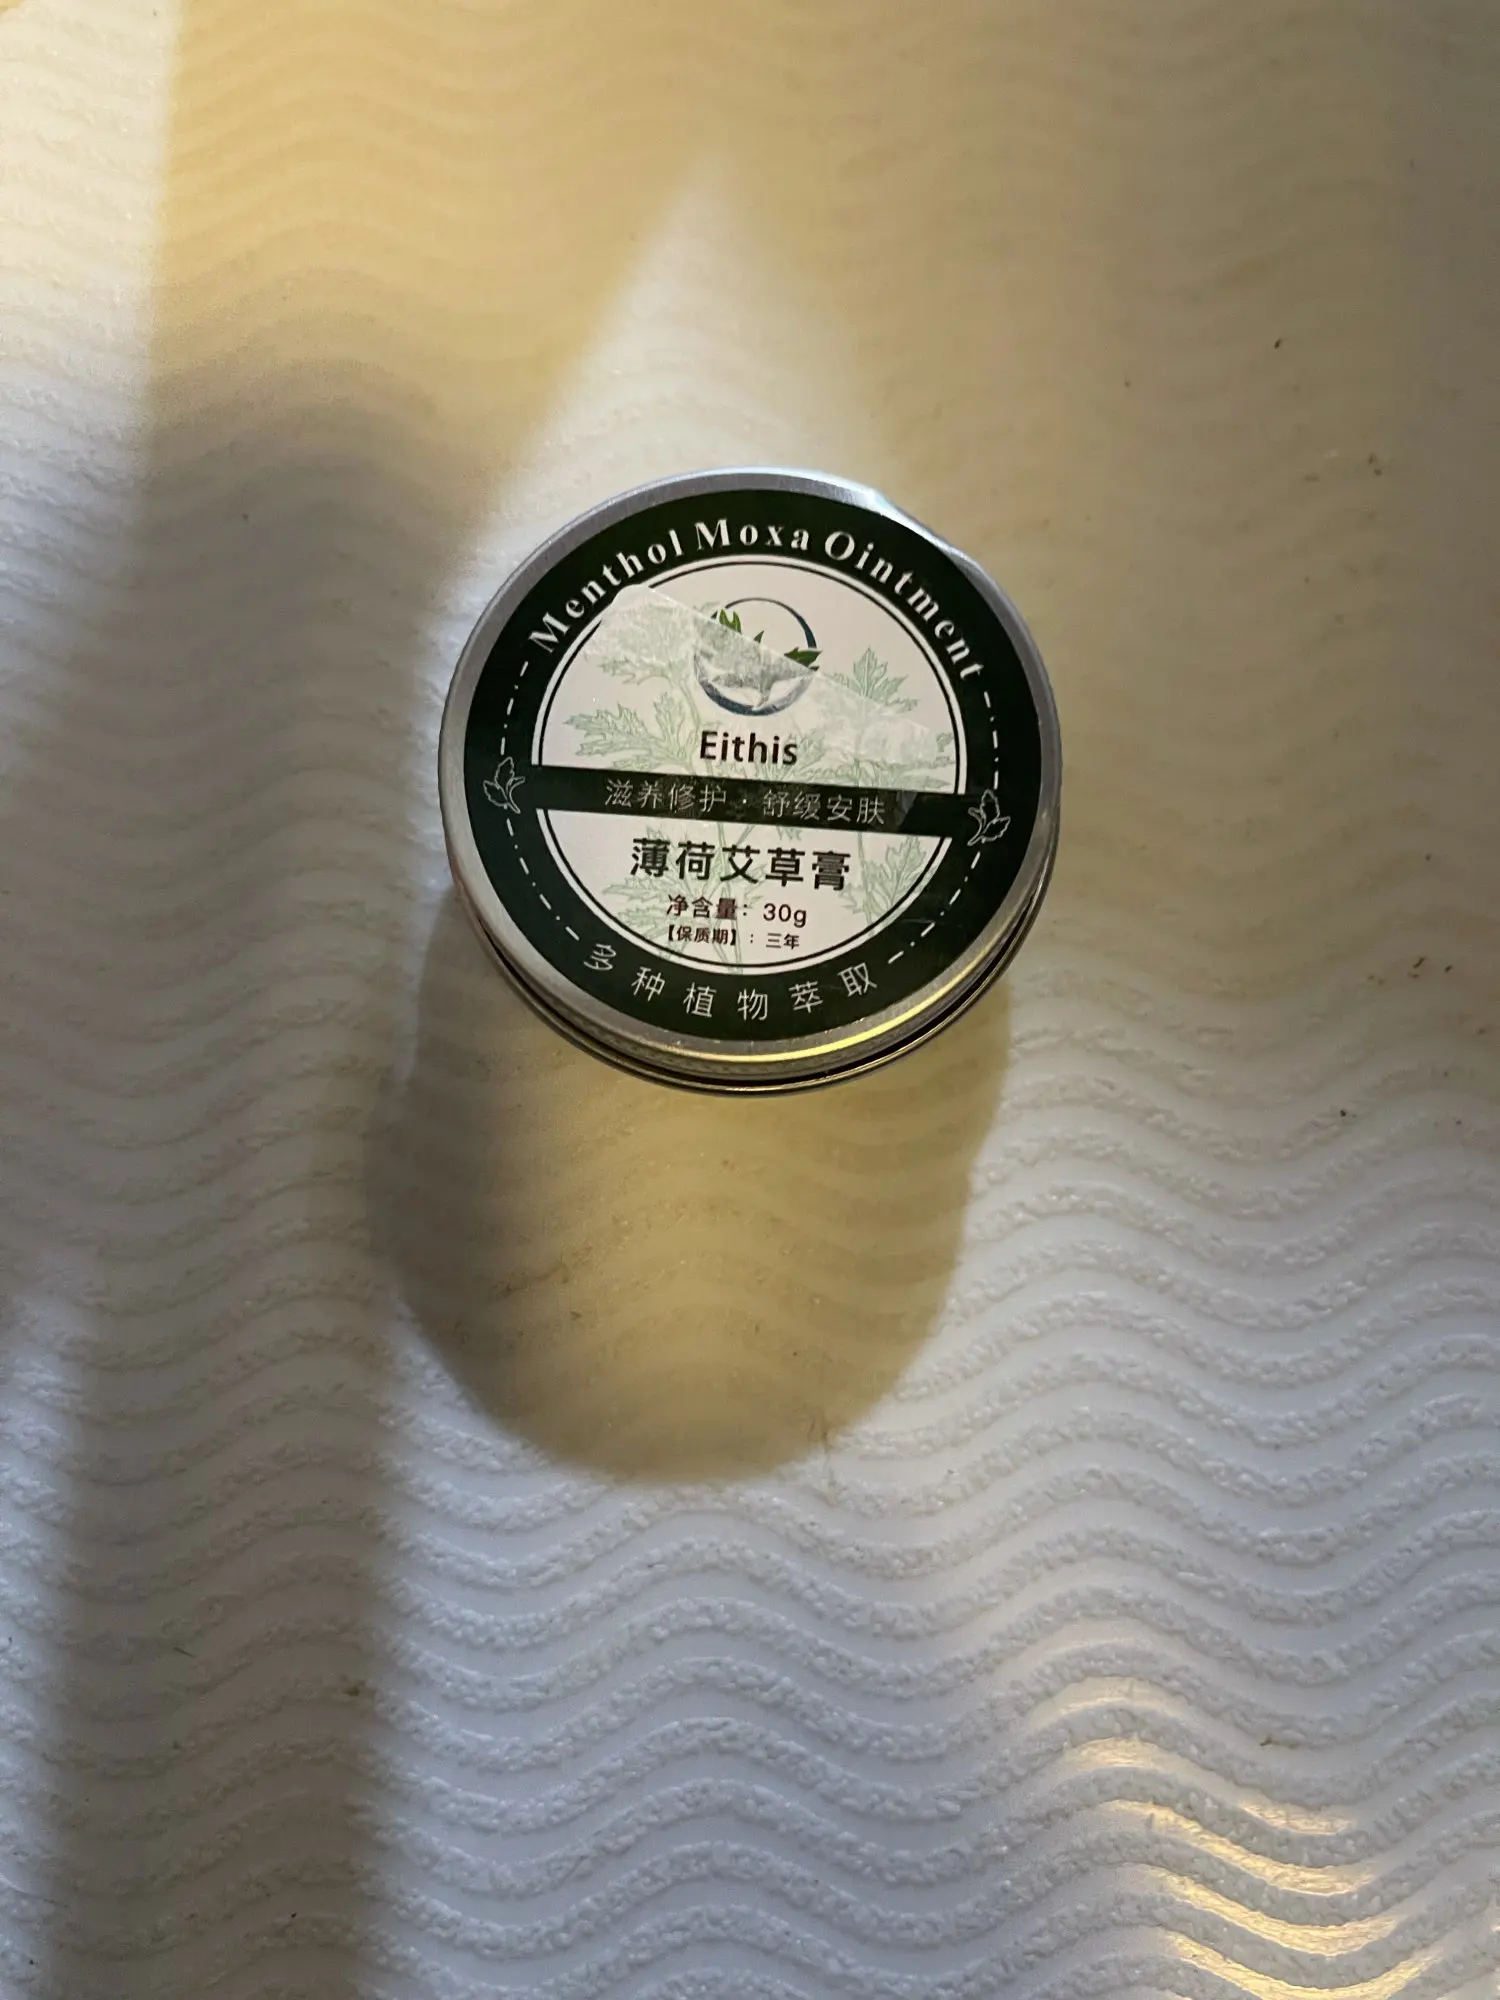 Menthol Moxa Ointment
Eithis
滋养修护·舒缓安肤
薄荷艾草膏
净含量：30g
【保质期】：三年
多种植物萃取